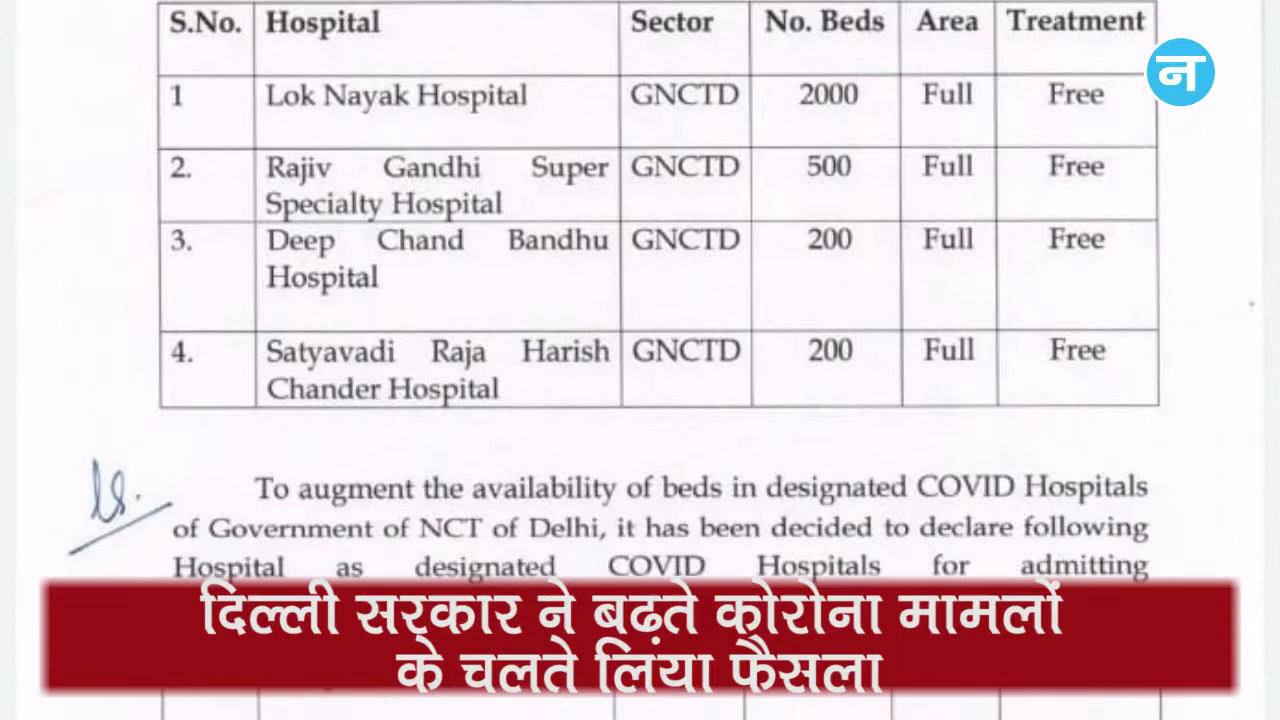 S.No. Hospital Sector No. Beds Area Treatment
1 Lok Nayak Hospital GNCTD 2000 Full Free
2. Rajiv Gandhi Super GNCTD 500 Full Free
Specialty Hospital
3. Deep Chand Bandhu GNCTD 200 Full Free
Hospital
4. Satyavadi Raja Harish GNCTD 200 Full Free
Chander Hospital
न
To augment the availability of beds in designated COVID Hospitals
of Government of NCT of Delhi, it has been decided to declare following
Hospital as designated COVID Hospitals for admitting
दिल्ली सरकार ने बढ़ते कोरोना मामलों
के चलते लिया फैसला